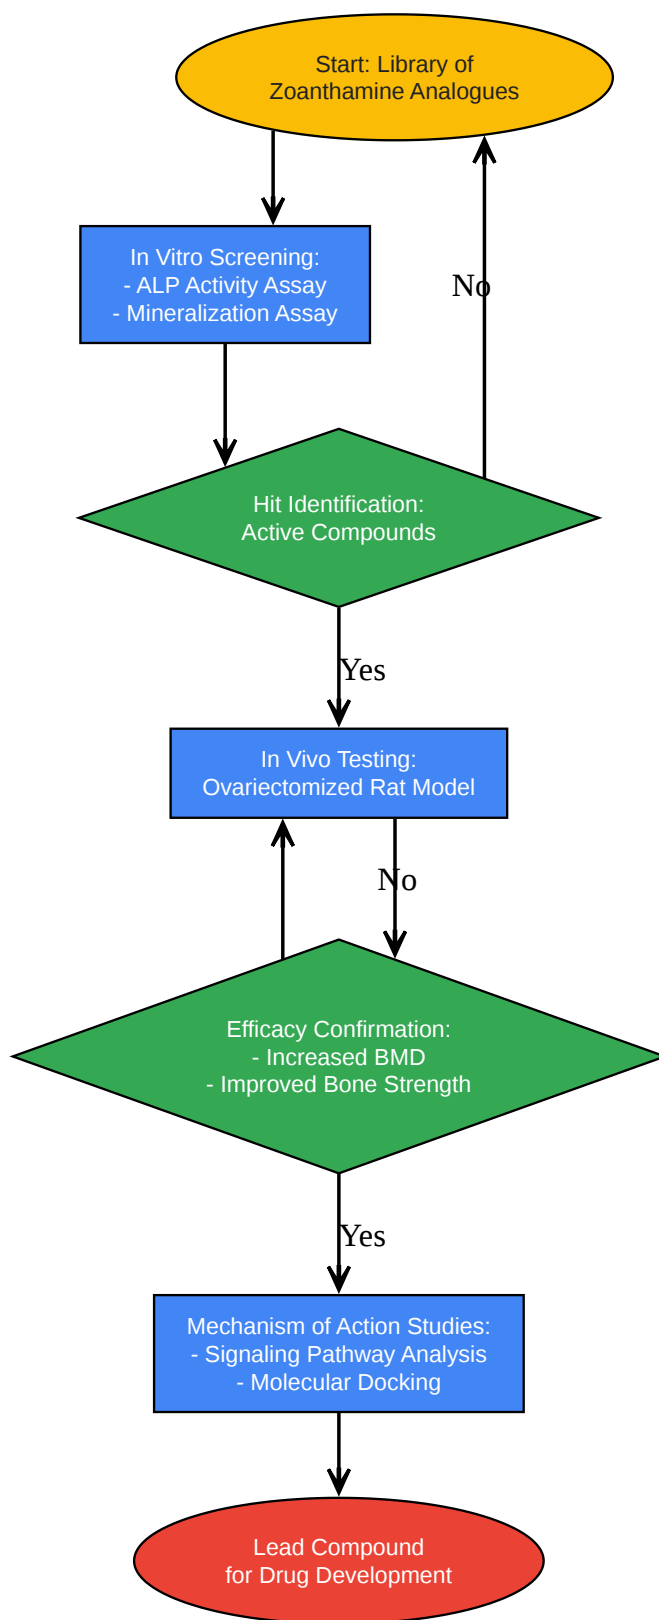 Start: Library of
Zoanthamine Analogues
In Vitro Screening:
- ALP Activity Assay
- Mineralization Assay
No
Hit Identification:
Active Compounds
Yes
In Vivo Testing:
Ovariectomized Rat Model
No
Efficacy Confirmation:
- Increased BMD
- Improved Bone Strength
Yes
Mechanism of Action Studies:
- Signaling Pathway Analysis
- Molecular Docking
Lead Compound
for Drug Development